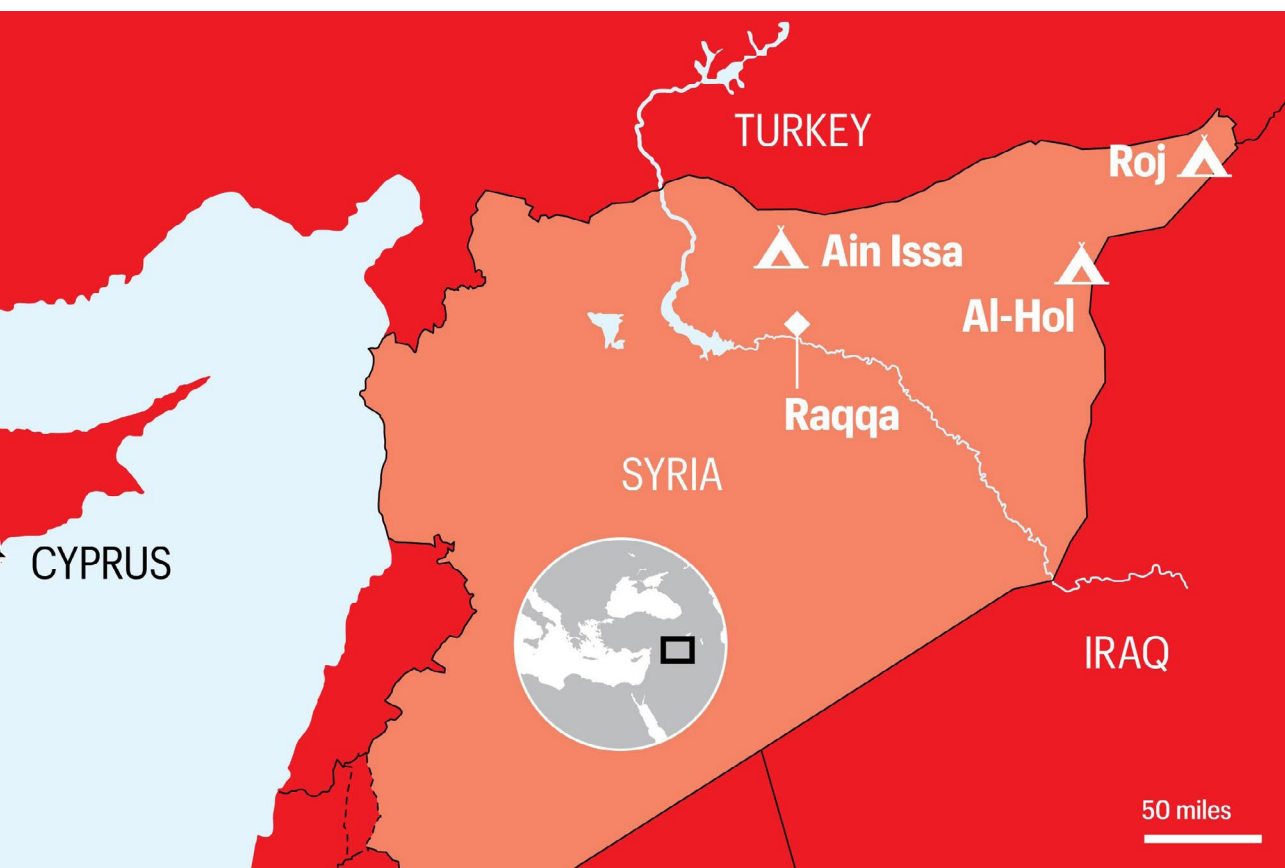 TURKEY
Roj
Ain Issa
Al-Hol
Raqqa
SYRIA
CYPRUS
IRAQ
50 miles